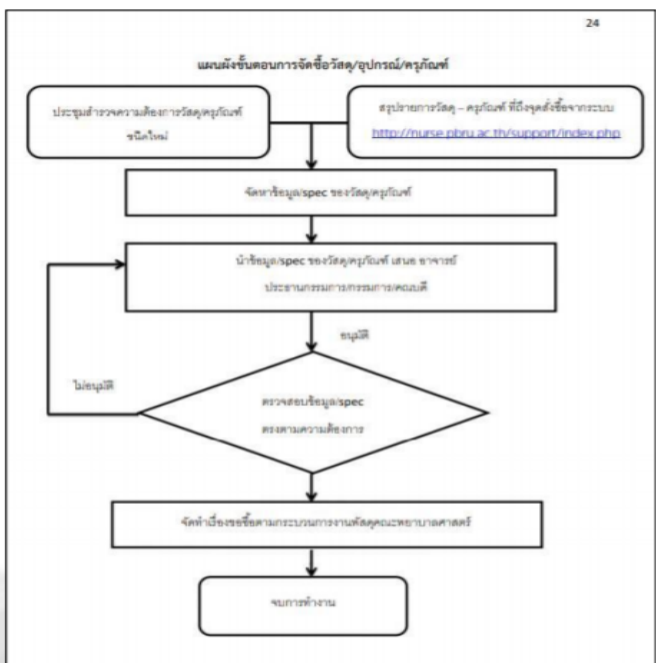 24
แผนผังขั้นตอนการจัดซื้อวัสดุ/อุปกรณ์/ครุภัณฑ์
ประชุมสำรวจความต้องการวัสดุ/ครุภัณฑ์
ชนิดใหม่
สรุปรายการวัสดุ – ครุภัณฑ์ ที่ถึงจุดสั่งซื้อจากระบบ
http://nurse.pbru.ac.th/support/index.php
จัดหาข้อมูล/spec ของวัสดุ/ครุภัณฑ์
นำข้อมูล/spec ของวัสดุ/ครุภัณฑ์ เสนอ อาจารย์
ประธานกรรมการ/กรรมการ/คณบดี
อนุมัติ
ไม่อนุมัติ
ตรวจสอบข้อมูล/spec
ตรงตามความต้องการ
จัดทำเรื่องขอซื้อตามกระบวนการงานพัสดุคณะพยาบาลศาสตร์
จบการทำงาน